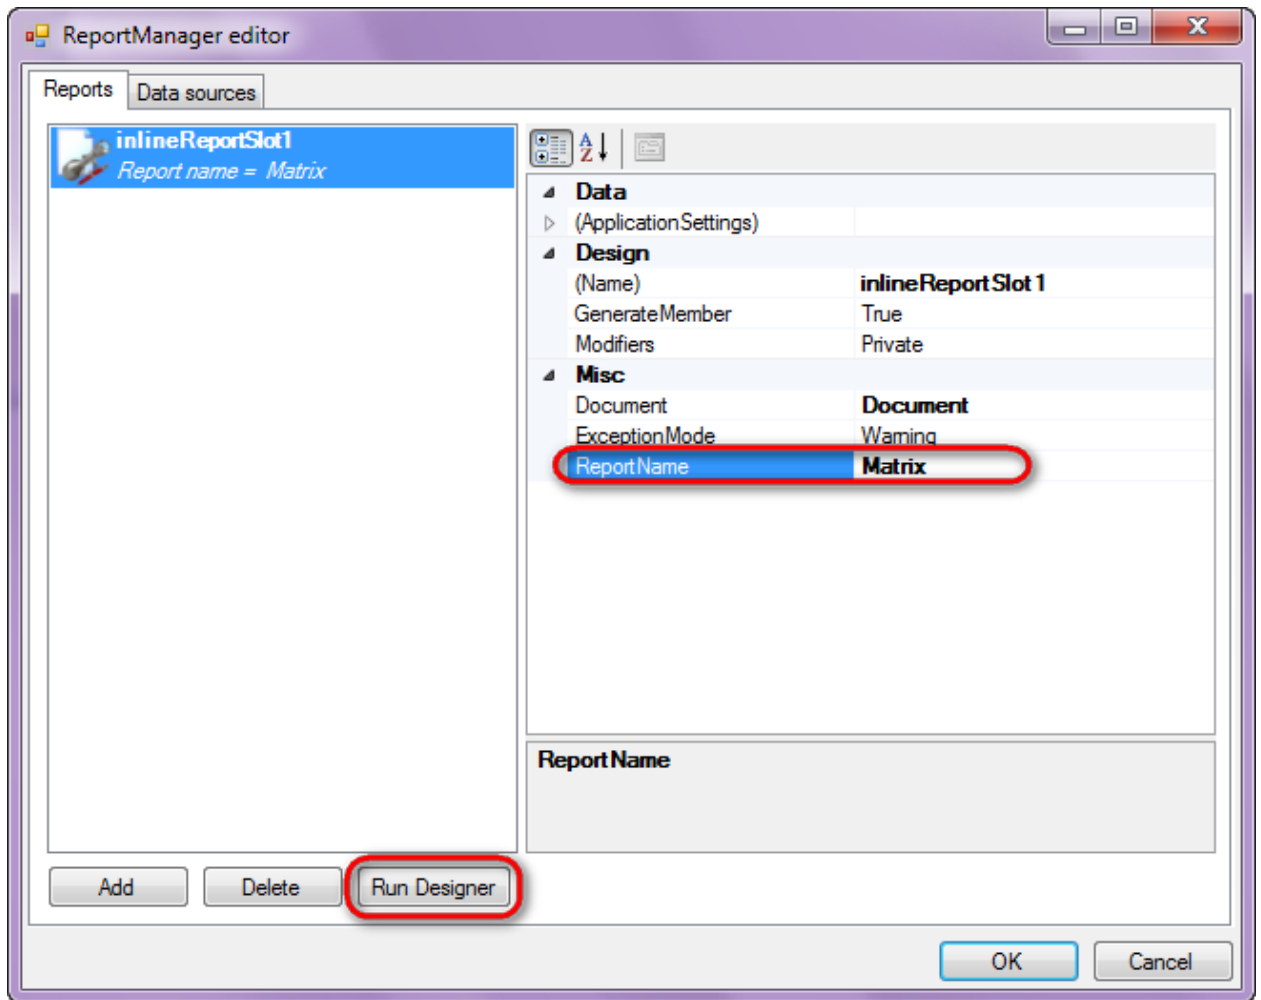 ReportManager editor
Reports
Data sources
inlineReportSlot1
Report name = Matrix
Data
(ApplicationSettings)
Design
(Name) inlineReportSlot1
GenerateMember True
Modifiers Private
Misc
Document Document
ExceptionMode Warning
ReportName Matrix
ReportName
Add
Delete
Run Designer
OK
Cancel